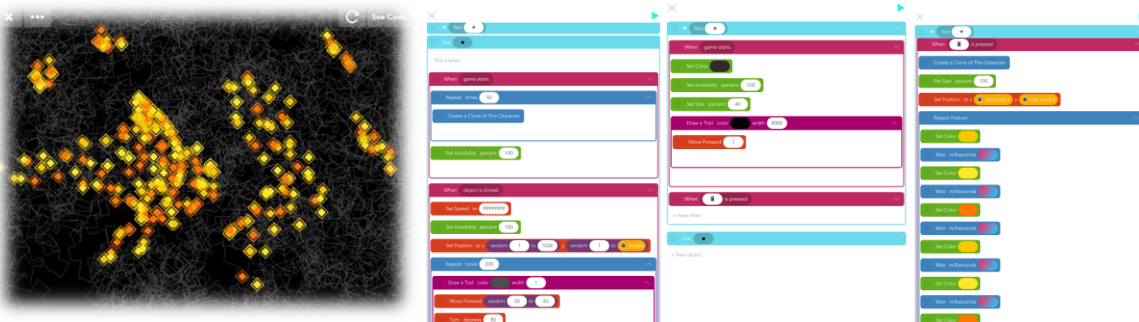 See Code
Text
Pick a when...
When game starts
Repeat times 50
Create a Clone of This Character
Set Invisibility percent 100
When object is cloned
Set Speed to 99999999
Set Invisibility percent 100
Set Position to x random 1 to 1024 y random 1 to height
Repeat times 200
Draw a Trail color width 1
Move Forward random 50 to -50
Turn degrees 80
Text
When game starts
Set Color
Set Invisibility percent 100
Set Size percent 40
Draw a Trail color width 6000
Move Forward 1
When is pressed
+ New when
+ New object
Text
When is pressed
Create a Clone of This Character
Set Size percent 100
Set Position to x last touch x y last touch y
Repeat Forever
Set Color
Wait milliseconds
Set Color
Wait milliseconds
Set Color
Wait milliseconds
Set Color
Wait milliseconds
Set Color
Wait milliseconds
Set Color